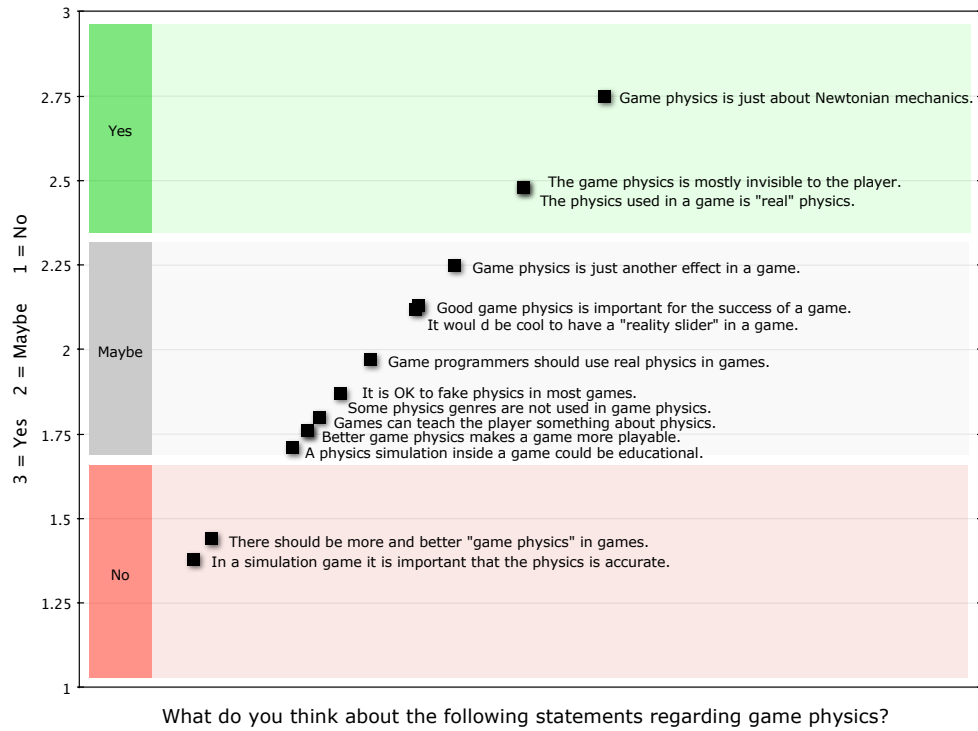 3
2.75
2.5
2.25
2
1.75
1.5
1.25
1
3 = Yes 2 = Maybe 1 = No
Yes
Maybe
No
Game physics is just about Newtonian mechanics.
The game physics is mostly invisible to the player.
The physics used in a game is "real" physics.
Game physics is just another effect in a game.
Good game physics is important for the success of a game.
It woul d be cool to have a "reality slider" in a game.
Game programmers should use real physics in games.
It is OK to fake physics in most games.
Some physics genres are not used in game physics.
Games can teach the player something about physics.
Better game physics makes a game more playable.
A physics simulation inside a game could be educational.
There should be more and better "game physics" in games.
In a simulation game it is important that the physics is accurate.
What do you think about the following statements regarding game physics?